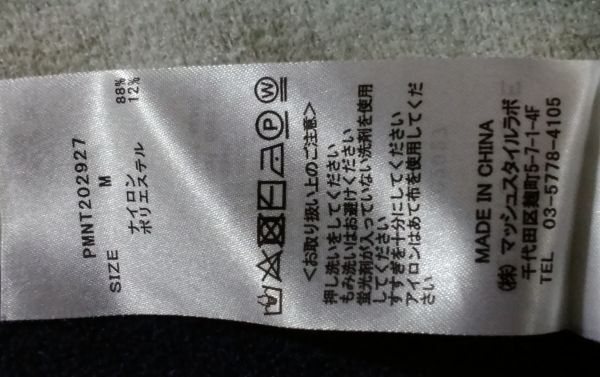 PMNT202927
SIZE M
ナイロン 88%
ポリエステル 12%
P W
<お取り扱い上のご注意>
押し洗いをしてください
もみ洗いはお避けください
蛍光剤が入っていない洗剤を使用
してください
すすぎを十分にしてください
アイロンはあて布を使用してくだ
さい
MADE IN CHINA
㈱マッシュスタイルラボ
千代田区麹町5-7-1-4F
TEL 03-5778-4105